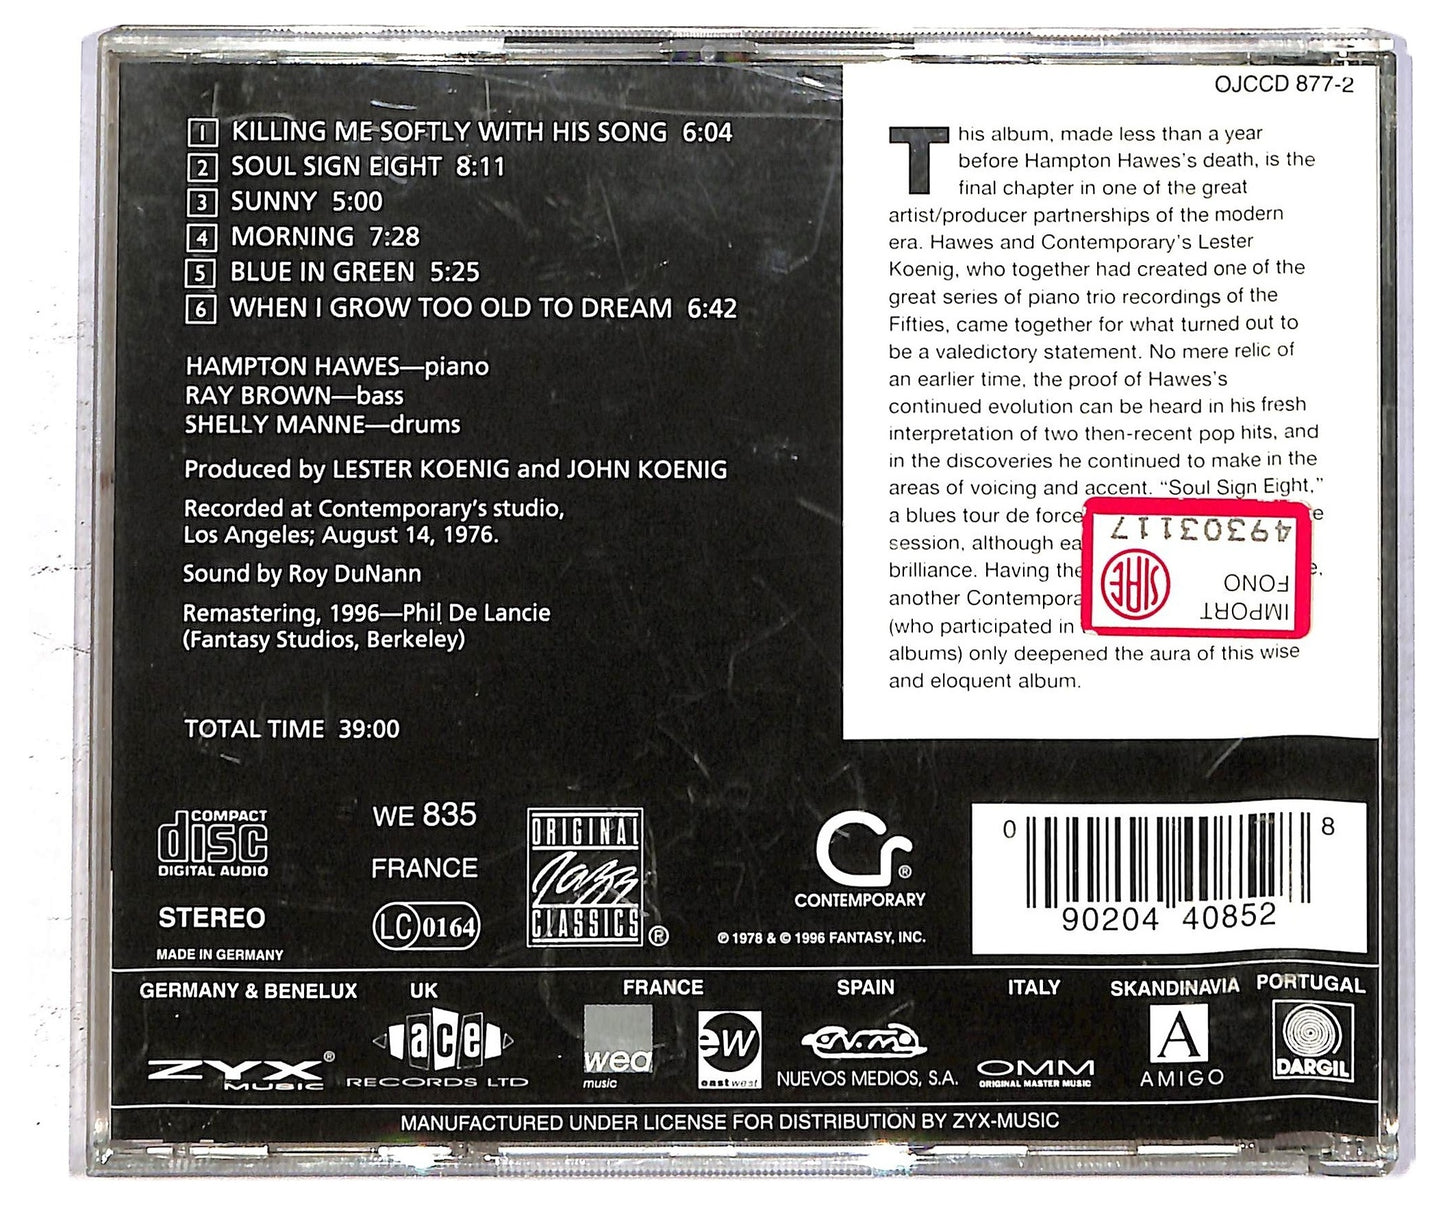 OJCCD 877-2
1 KILLING ME SOFTLY WITH HIS SONG 6:04
2 SOUL SIGN EIGHT 8:11
3 SUNNY 5:00
4 MORNING 7:28
5 BLUE IN GREEN 5:25
6 WHEN I GROW TOO OLD TO DREAM 6:42
HAMPTON HAWES—piano
RAY BROWN—bass
SHELLY MANNE—drums
Produced by LESTER KOENIG and JOHN KOENIG
Recorded at Contemporary's studio,
Los Angeles; August 14, 1976.
Sound by Roy DuNann
Remastering, 1996—Phil De Lancie
(Fantasy Studios, Berkeley)
TOTAL TIME 39:00
This album, made less than a year
before Hampton Hawes's death, is the
final chapter in one of the great
artist/producer partnerships of the modern
era. Hawes and Contemporary's Lester
Koenig, who together had created one of the
great series of piano trio recordings of the
Fifties, came together for what turned out to
be a valedictory statement. No mere relic of
an earlier time, the proof of Hawes's
continued evolution can be heard in his fresh
interpretation of two then-recent pop hits, and
in the discoveries he continued to make in the
areas of voicing and accent. "Soul Sign Eight,"
a blues tour de force
session, although ea
brilliance. Having the
another Contempora
(who participated in
albums) only deepened the aura of this wise
and eloquent album.
IMPORT
FONO
SIAE
49303117
COMPACT
disc
DIGITAL AUDIO
STEREO
MADE IN GERMANY
WE 835
FRANCE
LC 0164
ORIGINAL
Jazz
CLASSICS ®
Cr ®
CONTEMPORARY
℗ 1978 & © 1996 FANTASY, INC.
0 90204 40852 8
GERMANY & BENELUX
ZYX ®
MUSIC
UK
ace
RECORDS LTD
FRANCE
wea
music
ew
east west
SPAIN
n.m.
NUEVOS MEDIOS, S.A.
ITALY
OMM
ORIGINAL MASTER MUSIC
SKANDINAVIA
A
AMIGO
PORTUGAL
DARGIL
MANUFACTURED UNDER LICENSE FOR DISTRIBUTION BY ZYX-MUSIC